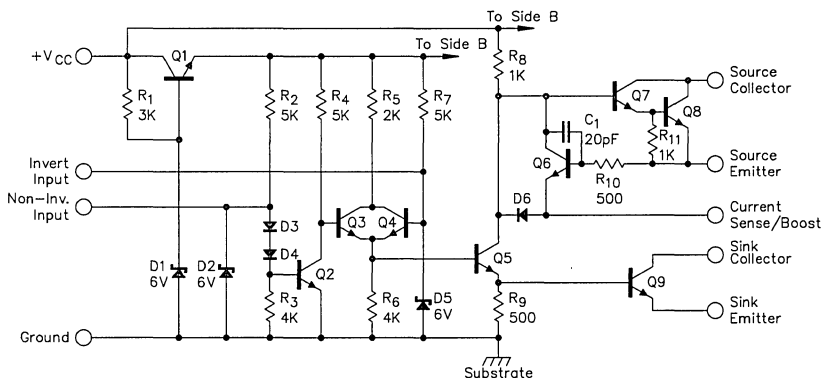 To Side B
+VCC
Q1
To Side B
R8
1K
Source
Collector
R1
3K
R2
5K
R4
5K
R5
2K
R7
5K
Q7
Q8
C1
20pF
R11
1K
Q6
Invert
Input
R10
500
Source
Emitter
Non-Inv.
Input
D3
D4
Q3
Q4
D6
Current
Sense/Boost
D1
6V
D2
6V
Q2
Q5
Sink
Collector
R3
4K
R6
4K
D5
6V
R9
500
Q9
Sink
Emitter
Ground
Substrate